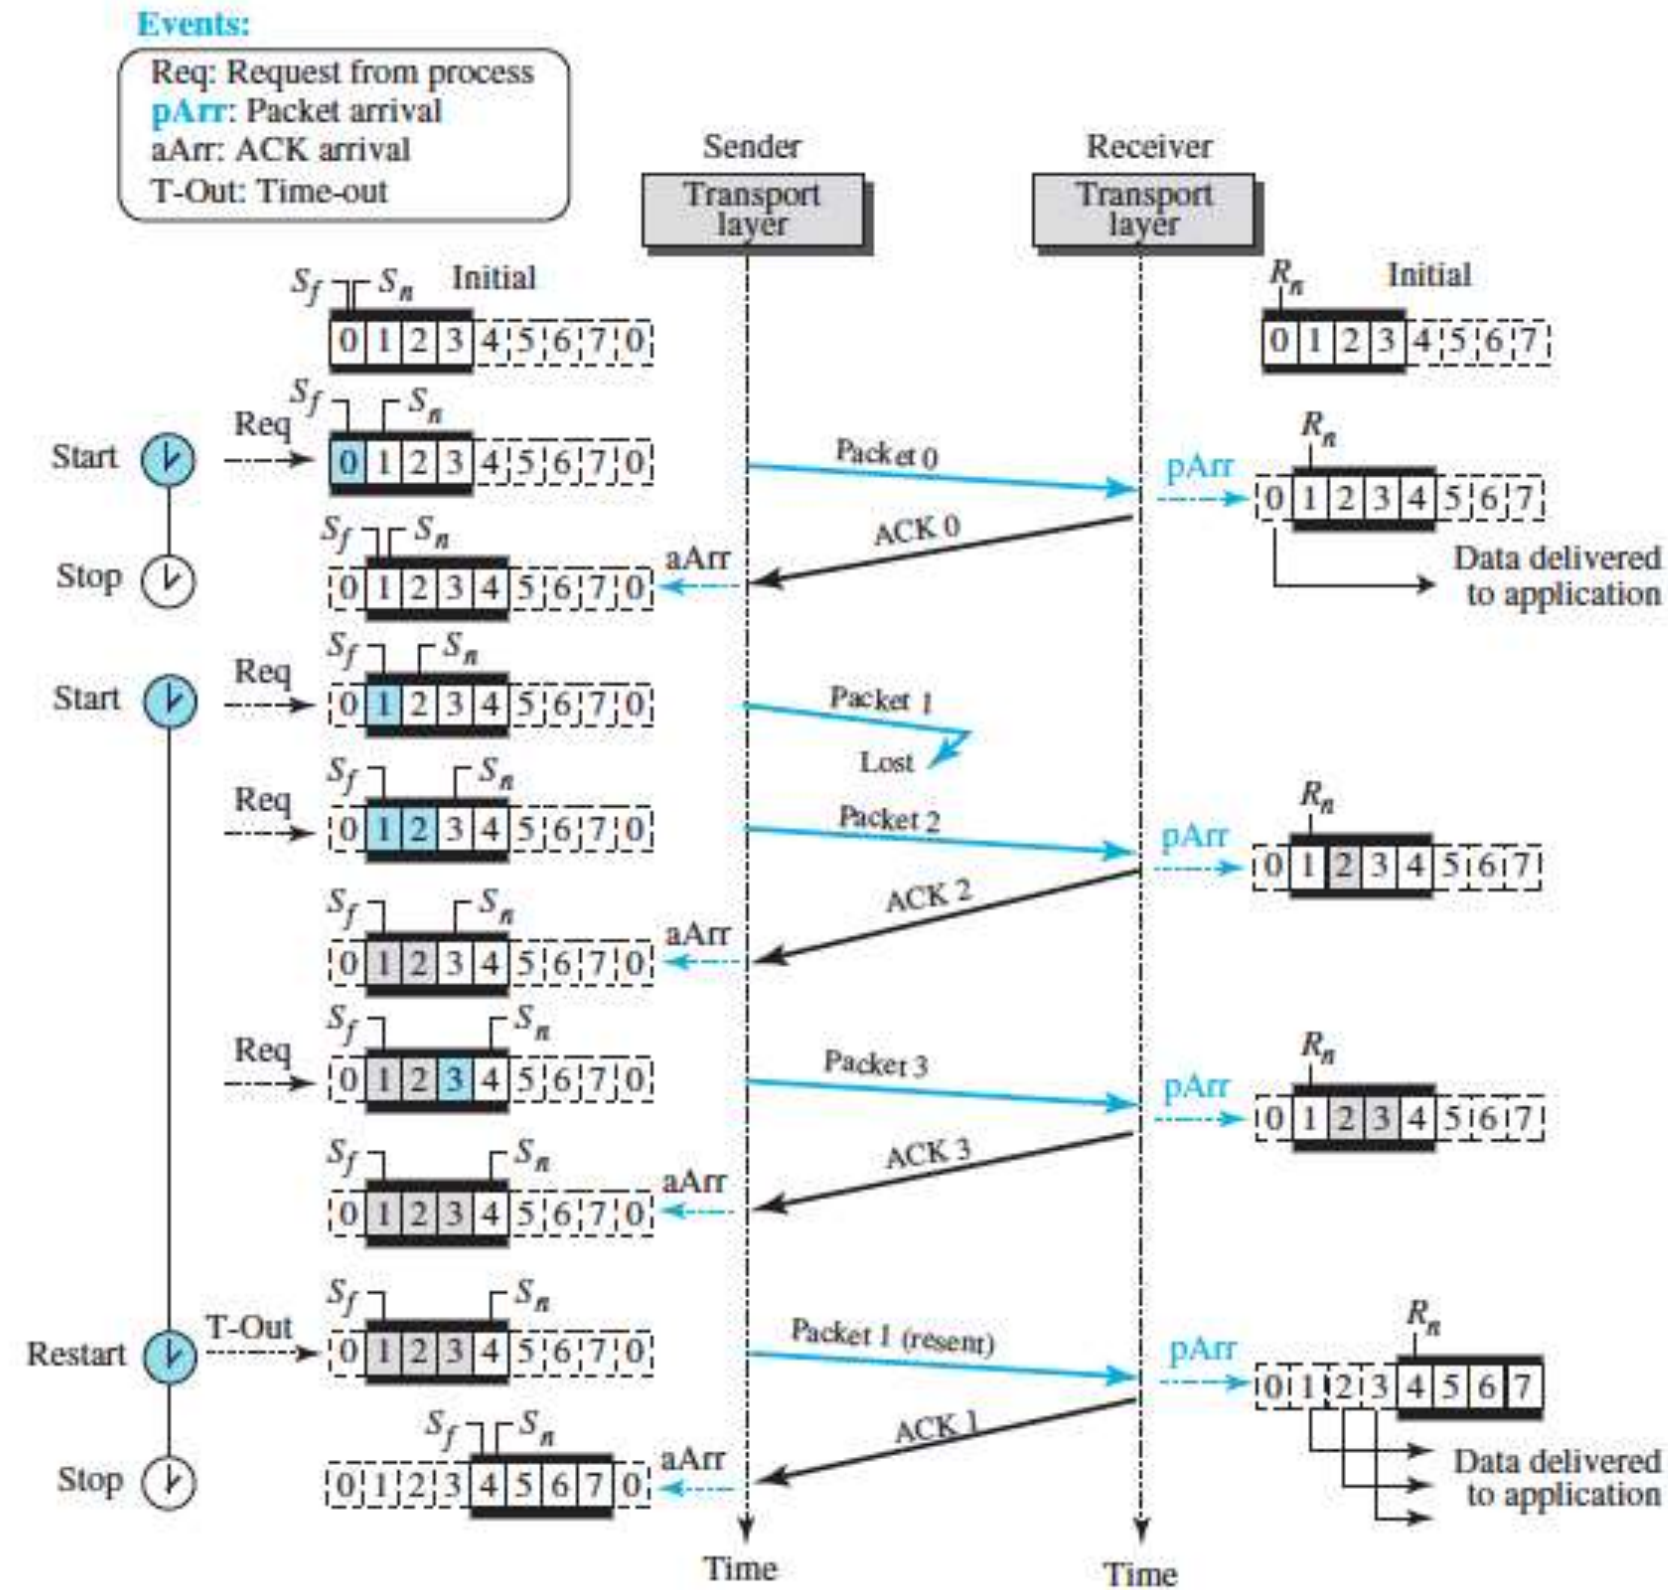 Events:
Req: Request from process
pArr: Packet arrival
aArr: ACK arrival
T-Out: Time-out
Sender
Receiver
Transport layer
Transport layer
Sf Sn Initial
0 1 2 3 4 5 6 7 0
Rn Initial
0 1 2 3 4 5 6 7
Start
Req
Sf Sn
0 1 2 3 4 5 6 7 0
Packet 0
pArr
Rn
0 1 2 3 4 5 6 7
Data delivered
to application
Stop
Sf Sn
0 1 2 3 4 5 6 7 0
aArr
ACK 0
Start
Req
Sf Sn
0 1 2 3 4 5 6 7 0
Packet 1
Lost
Req
Sf Sn
0 1 2 3 4 5 6 7 0
Packet 2
pArr
Rn
0 1 2 3 4 5 6 7
Sf Sn
0 1 2 3 4 5 6 7 0
aArr
ACK 2
Req
Sf Sn
0 1 2 3 4 5 6 7 0
Packet 3
pArr
Rn
0 1 2 3 4 5 6 7
Sf Sn
0 1 2 3 4 5 6 7 0
aArr
ACK 3
Restart
T-Out
Sf Sn
0 1 2 3 4 5 6 7 0
Packet 1 (resent)
pArr
Rn
0 1 2 3 4 5 6 7
Data delivered
to application
Stop
Sf Sn
0 1 2 3 4 5 6 7 0
aArr
ACK 1
Time
Time